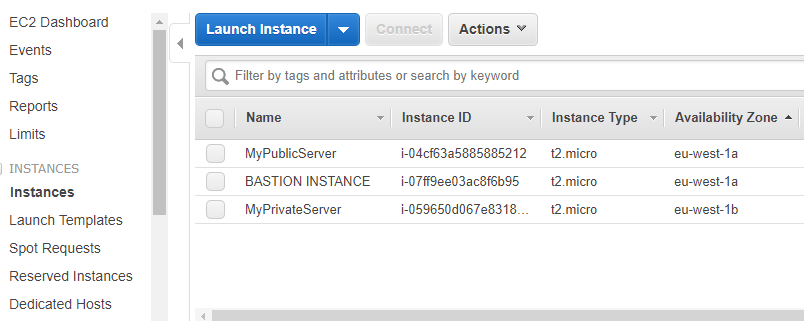 EC2 Dashboard
Events
Tags
Reports
Limits
INSTANCES
Instances
Launch Templates
Spot Requests
Reserved Instances
Dedicated Hosts
Launch Instance Connect Actions
Filter by tags and attributes or search by keyword
Name Instance ID Instance Type Availability Zone
MyPublicServer i-04cf63a5885885212 t2.micro eu-west-1a
BASTION INSTANCE i-07ff9ee03ac8f6b95 t2.micro eu-west-1a
MyPrivateServer i-059650d067e8318... t2.micro eu-west-1b